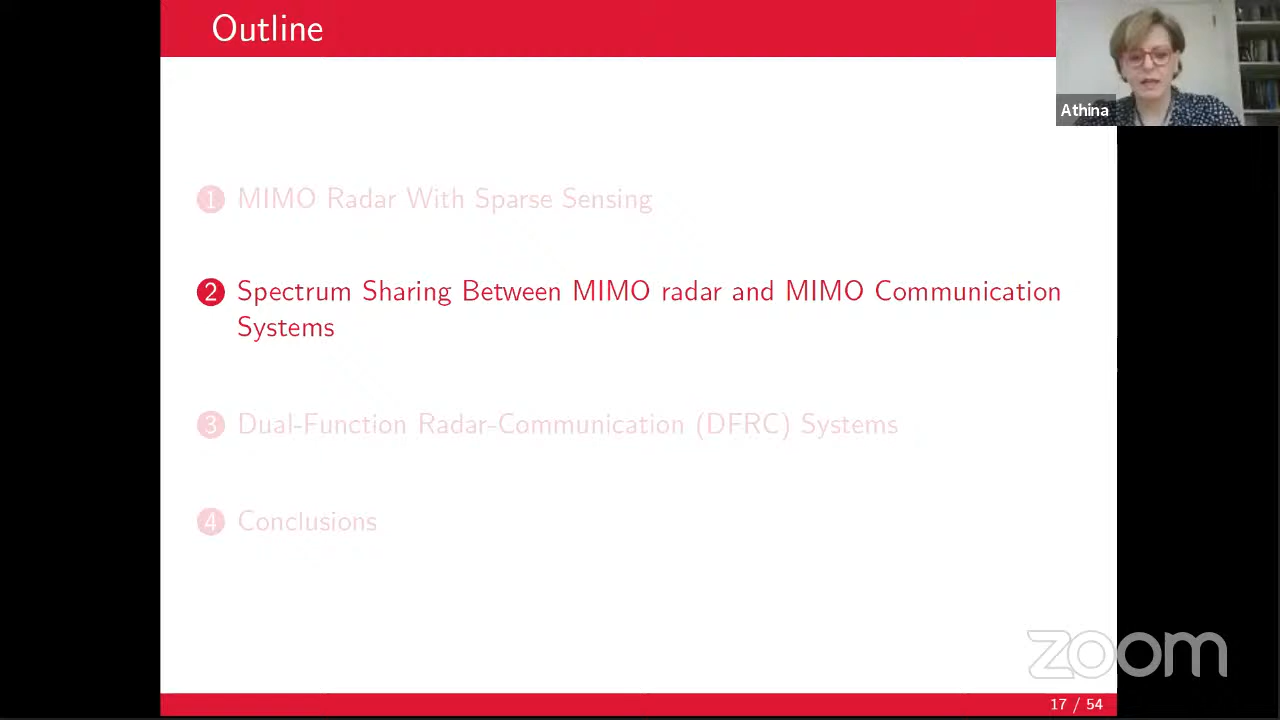 Outline
Athina
1 MIMO Radar With Sparse Sensing
2 Spectrum Sharing Between MIMO radar and MIMO Communication
Systems
3 Dual-Function Radar-Communication (DFRC) Systems
4 Conclusions
zoom
17 / 54